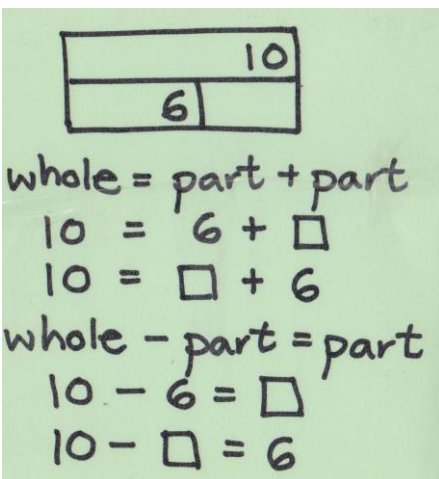 10
6
whole = part + part
10 = 6 + □
10 = □ + 6
whole - part = part
10 - 6 = □
10 - □ = 6